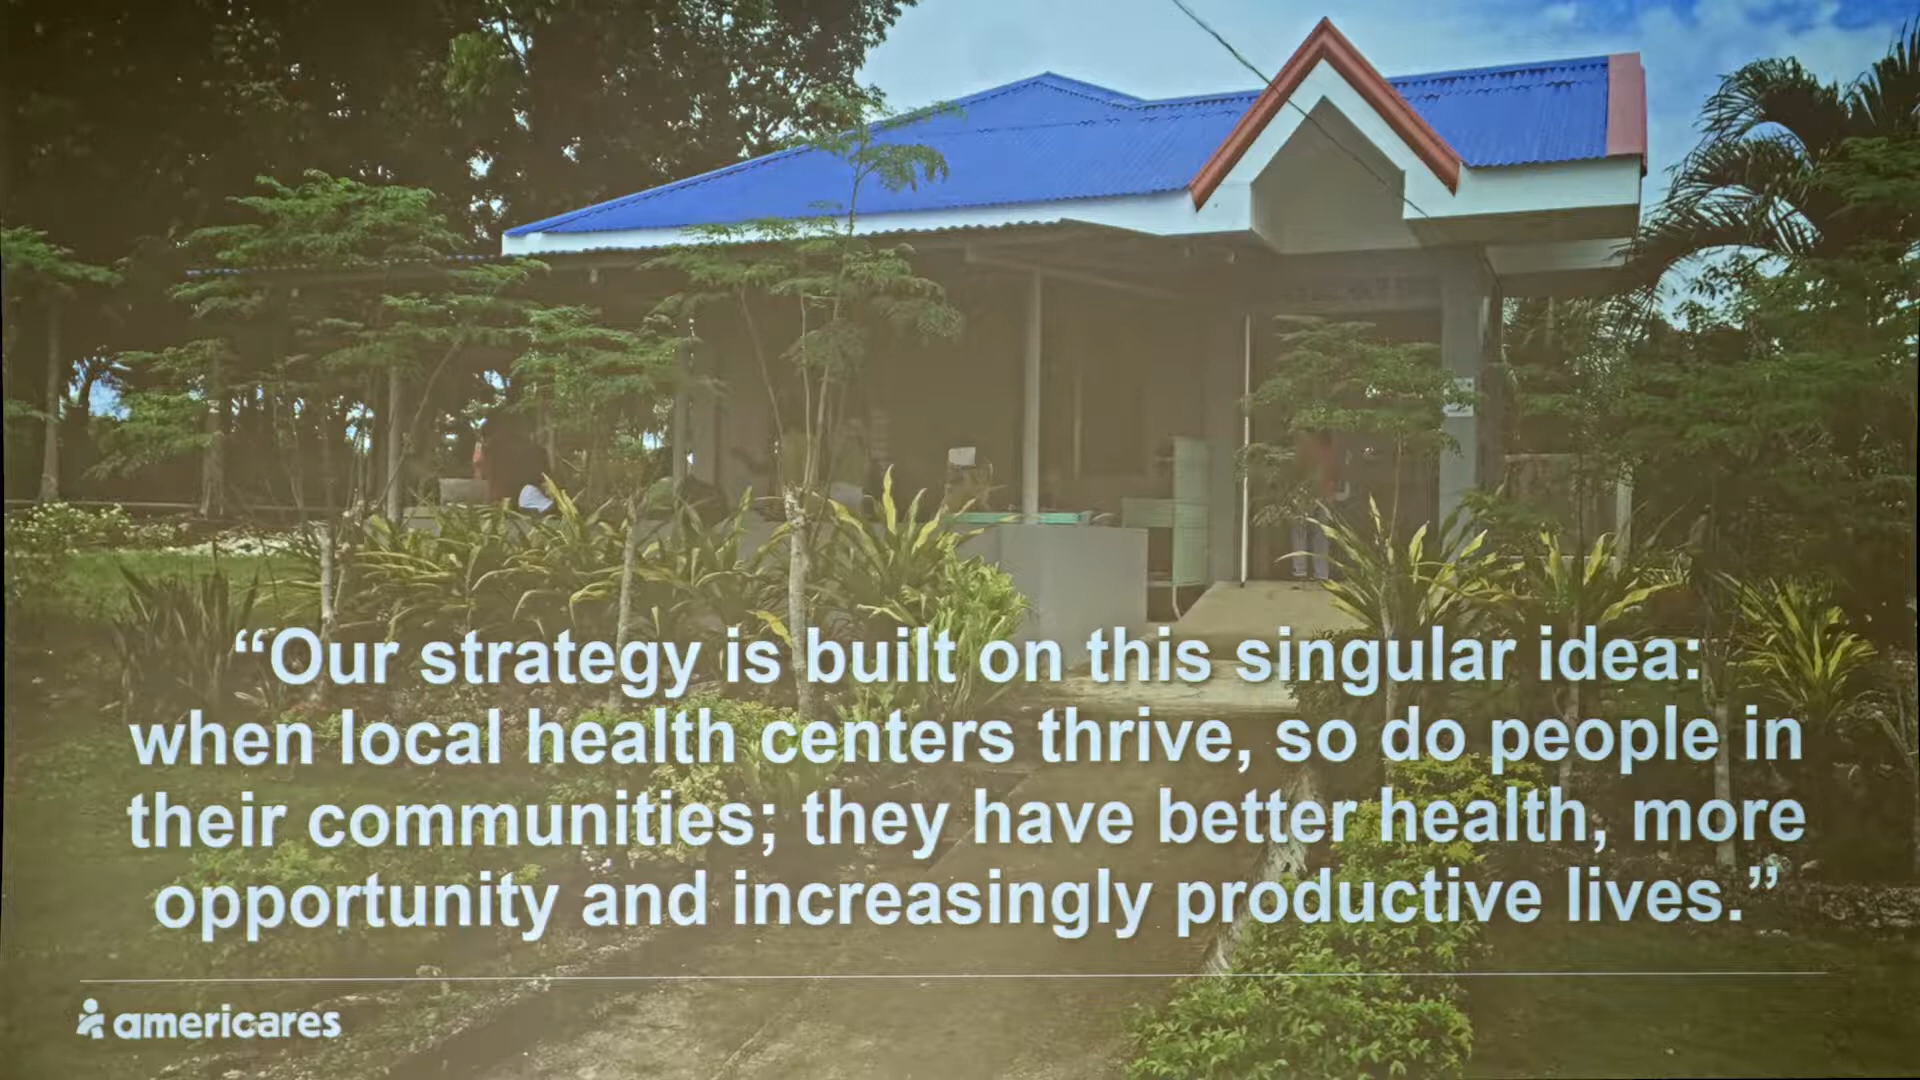 “Our strategy is built on this singular idea:
when local health centers thrive, so do people in
their communities; they have better health, more
opportunity and increasingly productive lives.”
americares